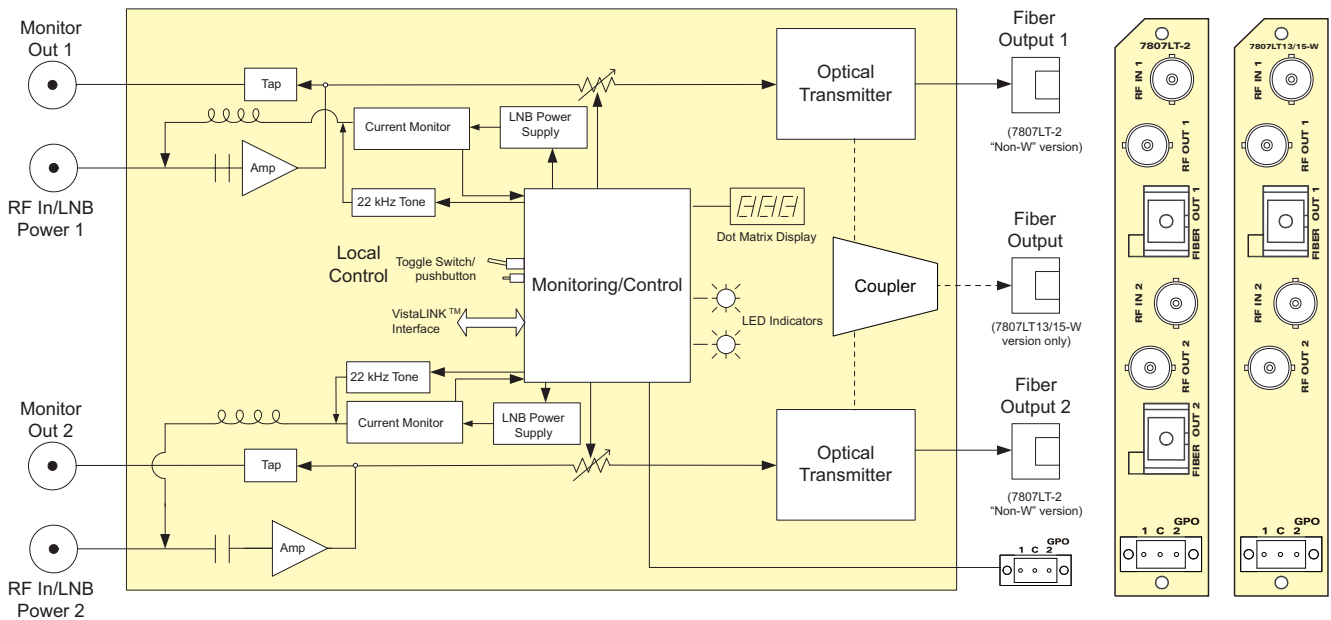 Monitor
Out 1
Tap
RF In/LNB
Power 1
Amp
Current Monitor
LNB Power
Supply
22 kHz Tone
Optical
Transmitter
Fiber
Output 1
(7807LT-2
"Non-W" version)
Local
Control
Toggle Switch/
pushbutton
VistaLINK™
Interface
Monitoring/Control
Dot Matrix Display
LED Indicators
Coupler
Fiber
Output
(7807LT13/15-W
version only)
22 kHz Tone
Current Monitor
LNB Power
Supply
Monitor
Out 2
Tap
RF In/LNB
Power 2
Amp
Optical
Transmitter
Fiber
Output 2
(7807LT-2
"Non-W" version)
GPO
1 C 2
7807LT-2
RF IN 1
RF OUT 1
FIBER OUT 1
RF IN 2
RF OUT 2
FIBER OUT 2
GPO
1 C 2
7807LT13/15-W
RF IN 1
RF OUT 1
FIBER OUT 1
RF IN 2
RF OUT 2
GPO
1 C 2